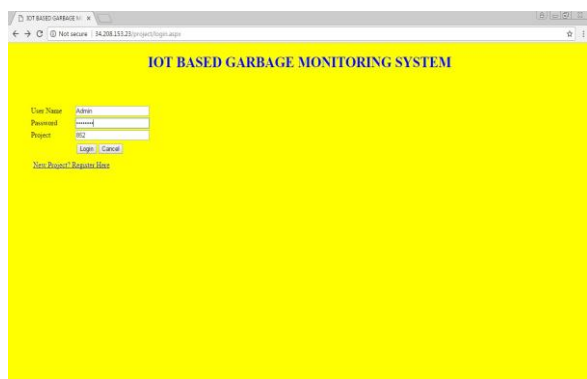 IOT BASED GARBAGE M
Not secure | 34.208.153.23/project/login.aspx
IOT BASED GARBAGE MONITORING SYSTEM
User Name Admin
Password ••••••••
Project 862
Login Cancel
New Project? Register Here